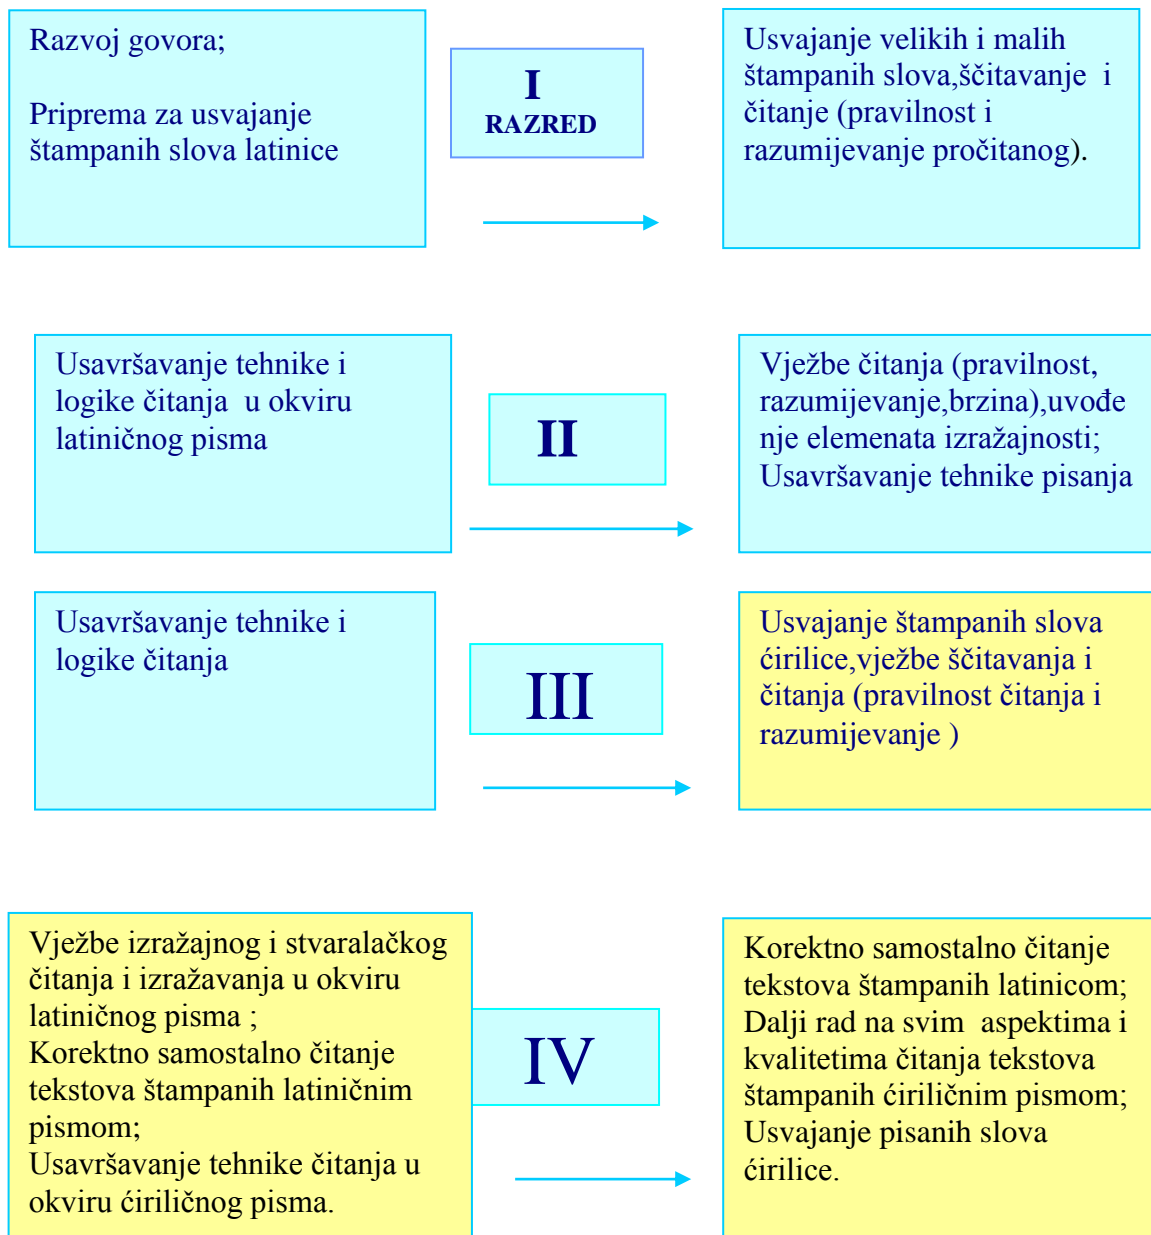 Razvoj govora;
Priprema za usvajanje
štampanih slova latinice
I
RAZRED
Usvajanje velikih i malih
štampanih slova,ščitavanje i
čitanje (pravilnost i
razumijevanje pročitanog).
Usavršavanje tehnike i
logike čitanja u okviru
latiničnog pisma
II
Vježbe čitanja (pravilnost,
razumijevanje,brzina),uvođe
nje elemenata izražajnosti;
Usavršavanje tehnike pisanja
Usavršavanje tehnike i
logike čitanja
III
Usvajanje štampanih slova
ćirilice,vježbe ščitavanja i
čitanja (pravilnost čitanja i
razumijevanje )
Vježbe izražajnog i stvaralačkog
čitanja i izražavanja u okviru
latiničnog pisma ;
Korektno samostalno čitanje
tekstova štampanih latiničnim
pismom;
Usavršavanje tehnike čitanja u
okviru ćiriličnog pisma.
IV
Korektno samostalno čitanje
tekstova štampanih latinicom;
Dalji rad na svim aspektima i
kvalitetima čitanja tekstova
štampanih ćiriličnim pismom;
Usvajanje pisanih slova
ćirilice.